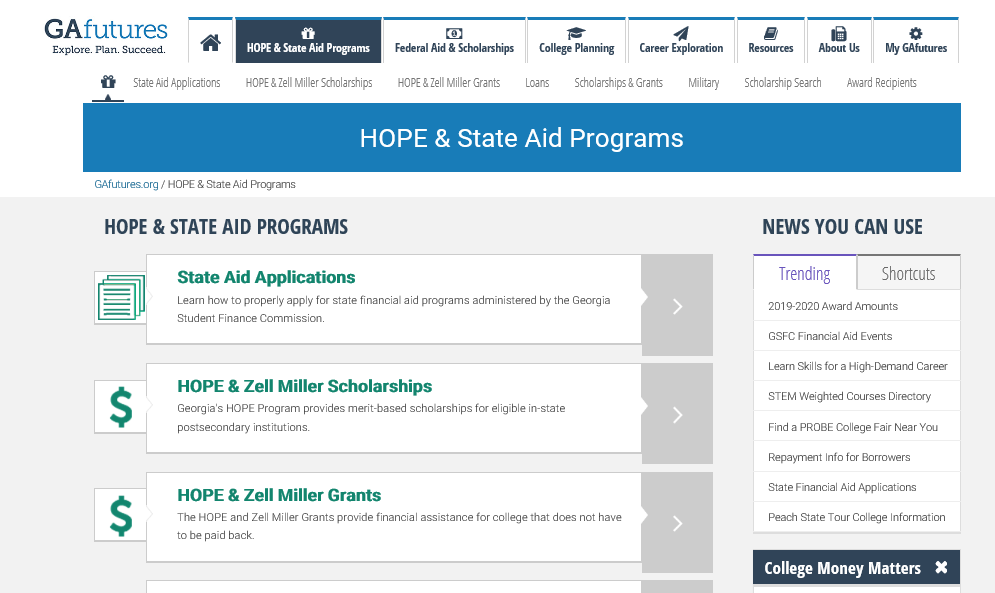 GAfutures
Explore. Plan. Succeed.
HOPE & State Aid Programs
Federal Aid & Scholarships
College Planning
Career Exploration
Resources
About Us
My GAfutures
State Aid Applications
HOPE & Zell Miller Scholarships
HOPE & Zell Miller Grants
Loans
Scholarships & Grants
Military
Scholarship Search
Award Recipients
HOPE & State Aid Programs
GAfutures.org / HOPE & State Aid Programs
HOPE & STATE AID PROGRAMS
State Aid Applications
Learn how to properly apply for state financial aid programs administered by the Georgia
Student Finance Commission.
HOPE & Zell Miller Scholarships
Georgia's HOPE Program provides merit-based scholarships for eligible in-state
postsecondary institutions.
HOPE & Zell Miller Grants
The HOPE and Zell Miller Grants provide financial assistance for college that does not have
to be paid back.
NEWS YOU CAN USE
Trending
Shortcuts
2019-2020 Award Amounts
GSFC Financial Aid Events
Learn Skills for a High-Demand Career
STEM Weighted Courses Directory
Find a PROBE College Fair Near You
Repayment Info for Borrowers
State Financial Aid Applications
Peach State Tour College Information
College Money Matters